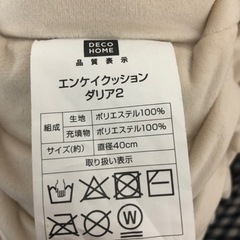 DECO
HOME
品質表示
エンケイクッション
ダリア2
組成 生地 ポリエステル100%
充填物 ポリエステル100%
サイズ(約) 直径40cm
取り扱い表示
W